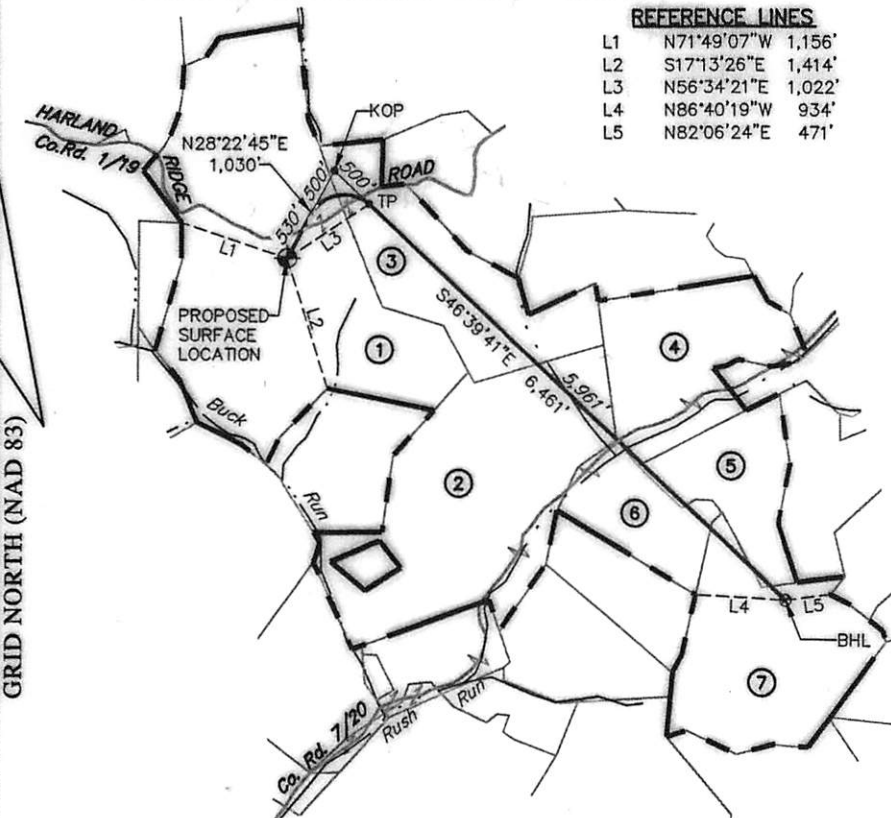 REFERENCE LINES
L1 N71°49'07"W 1,156'
L2 S17°13'26"E 1,414'
L3 N56°34'21"E 1,022'
L4 N86°40'19"W 934'
L5 N82°06'24"E 471'
KOP
HARLAND
Co.Rd. 1/19
RIDGE
N28°22'45"E
1,030'
500'
500'
ROAD
TP
530'
L1
L3
3
L2
PROPOSED
SURFACE
LOCATION
S46°39'41"E
6,461'
5,961'
1
4
Buck
Run
2
5
6
GRID NORTH (NAD 83)
L4
L5
BHL
7
Co. Rd. 7/20
Rush
Run